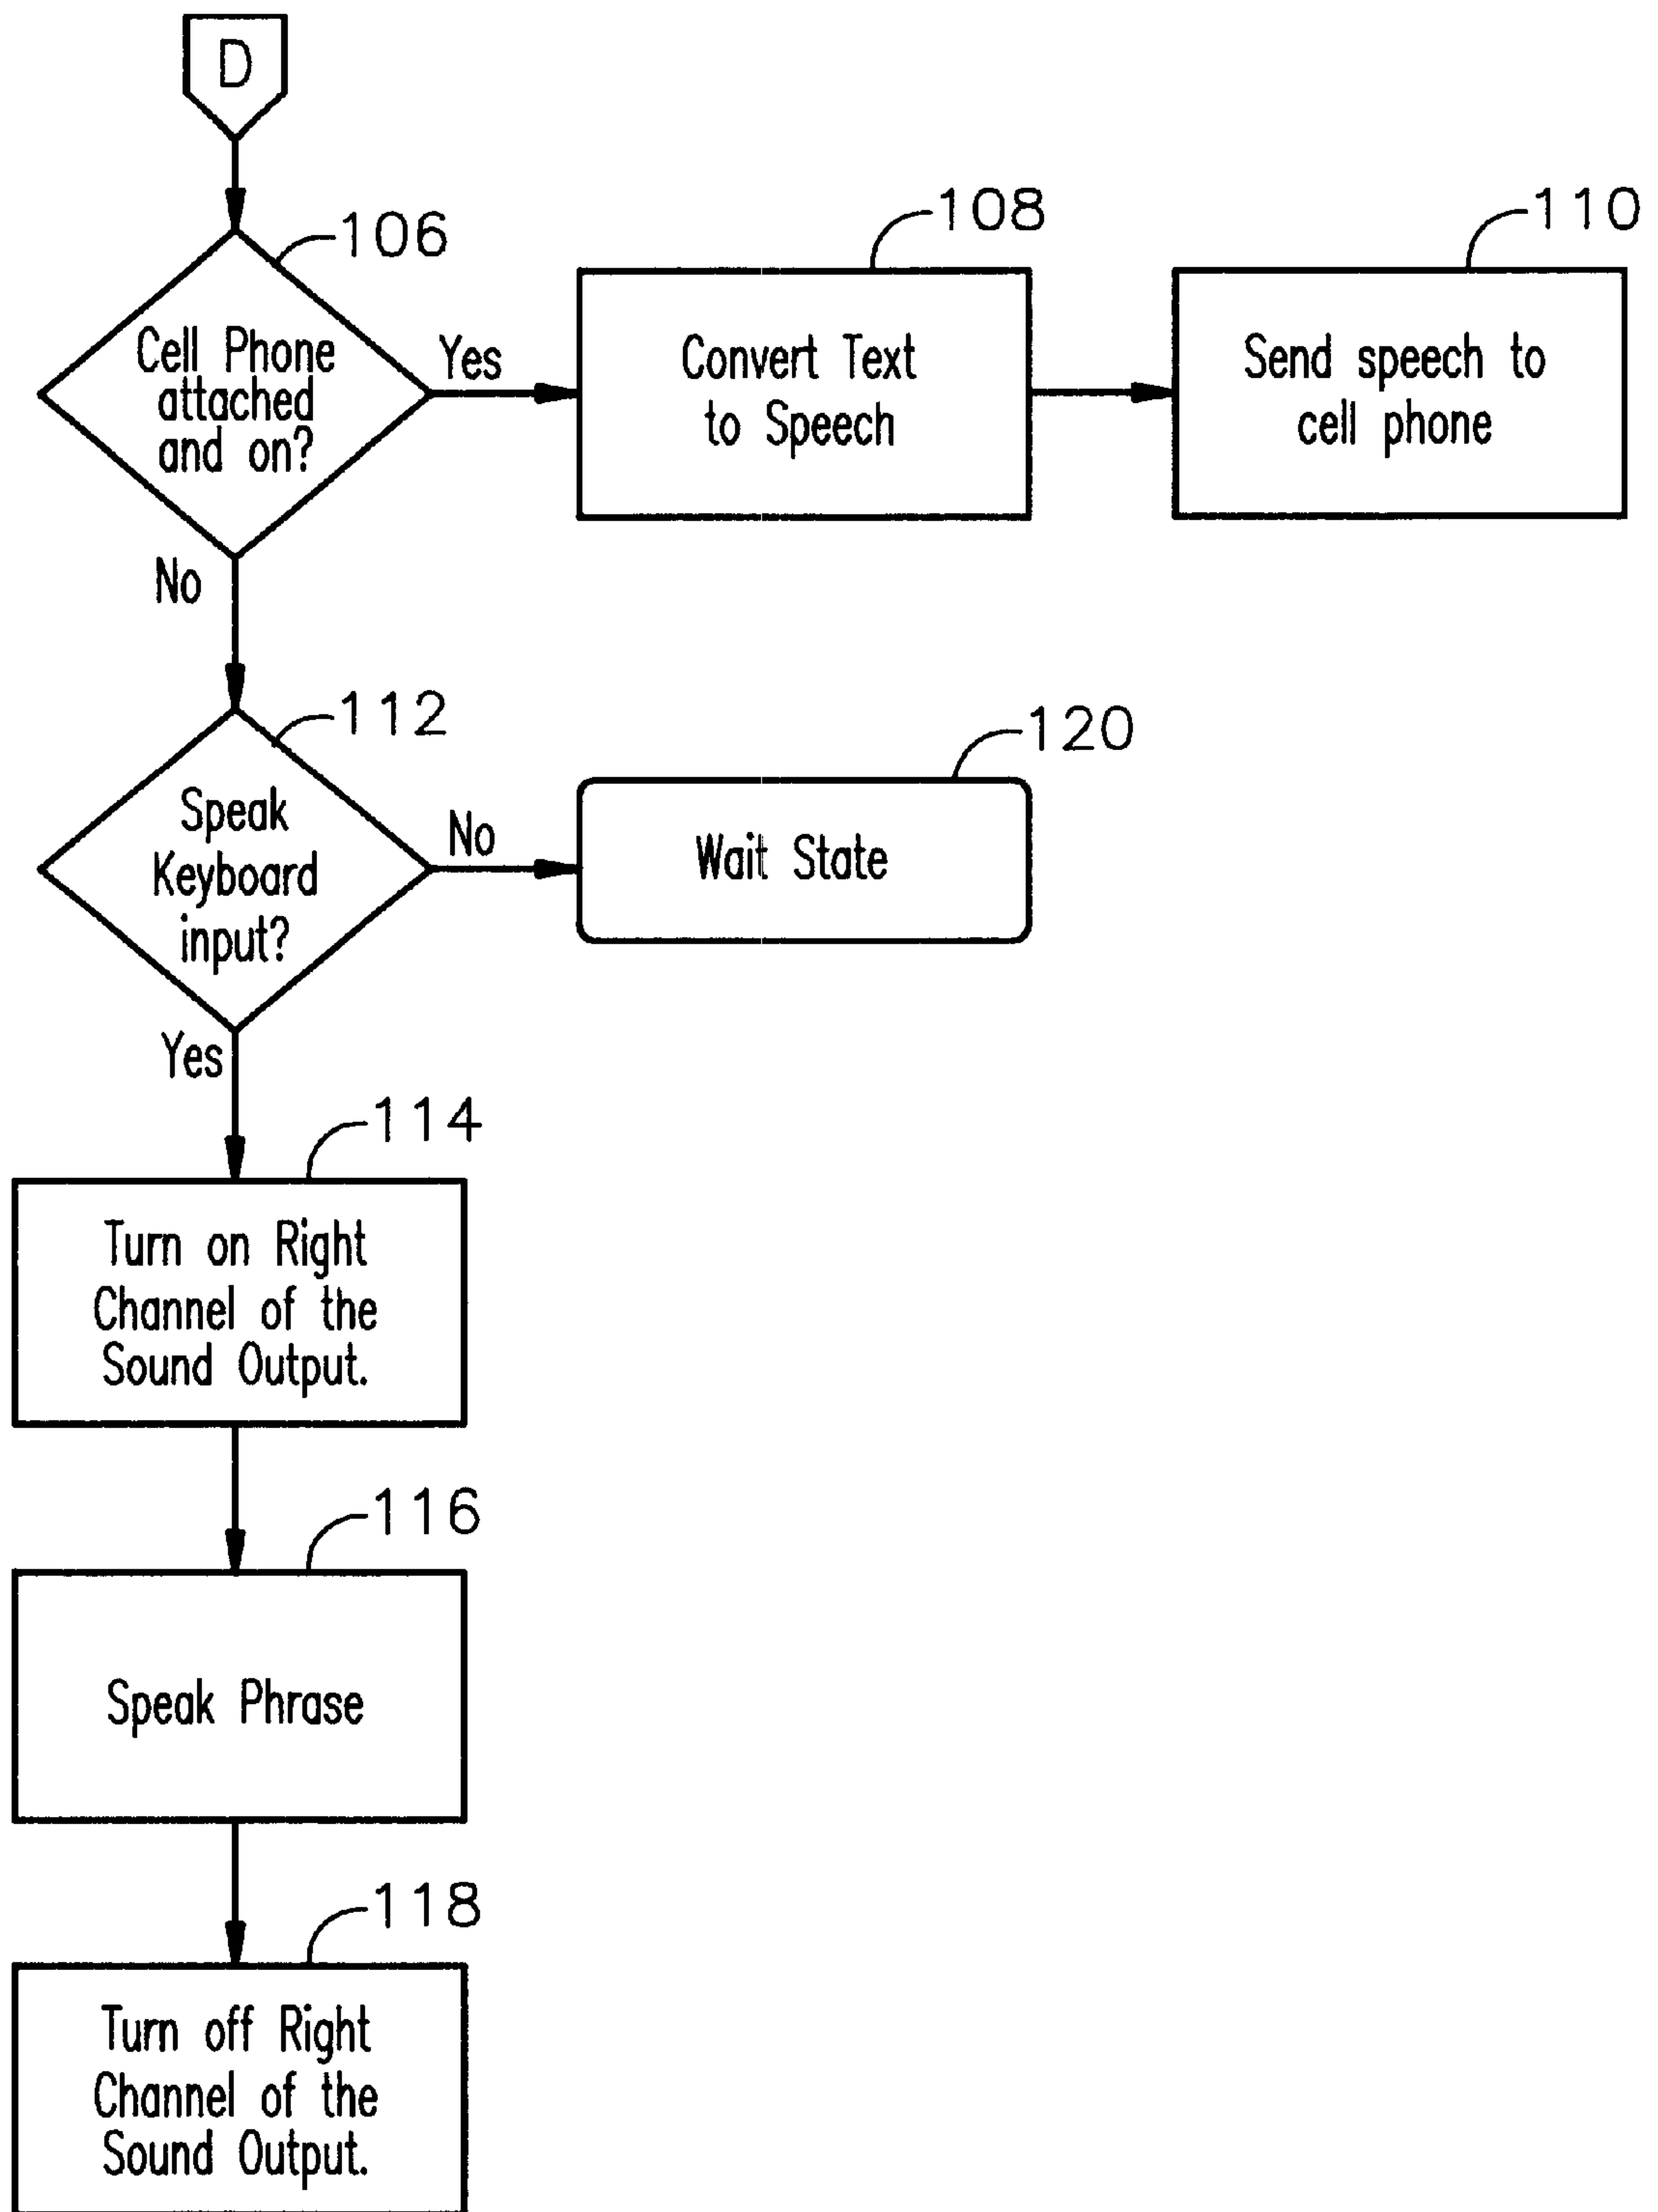 D
106
Cell Phone
attached
and on?
Yes
108
Convert Text
to Speech
110
Send speech to
cell phone
No
112
Speak
Keyboard
input?
No
120
Wait State
Yes
114
Turn on Right
Channel of the
Sound Output.
116
Speak Phrase
118
Turn off Right
Channel of the
Sound Output.